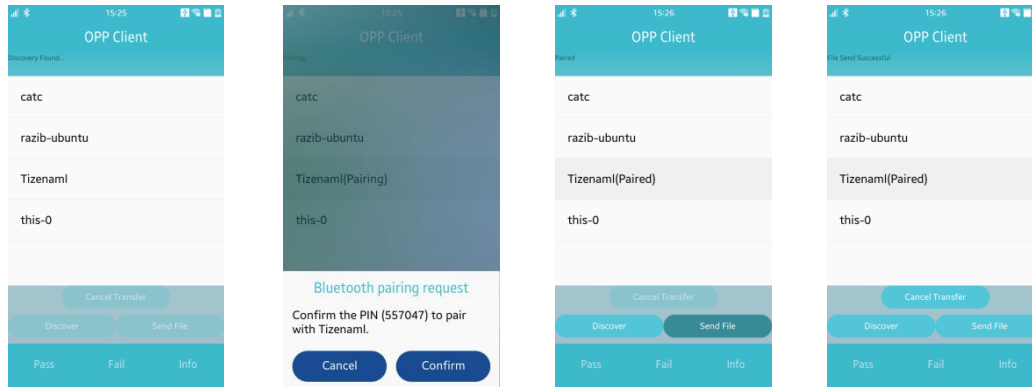 15:25
OPP Client
Discovery Found...
catc
razib-ubuntu
Tizenaml
this-0
Cancel Transfer
Discover
Send File
Pass
Fail
Info
15:25
OPP Client
Pairing..
catc
razib-ubuntu
Tizenaml(Pairing)
this-0
Bluetooth pairing request
Confirm the PIN (557047) to pair
with Tizenaml.
Cancel
Confirm
15:26
OPP Client
Paired
catc
razib-ubuntu
Tizenaml(Paired)
this-0
Cancel Transfer
Discover
Send File
Pass
Fail
Info
15:26
OPP Client
File Send Successful
catc
razib-ubuntu
Tizenaml(Paired)
this-0
Cancel Transfer
Discover
Send File
Pass
Fail
Info